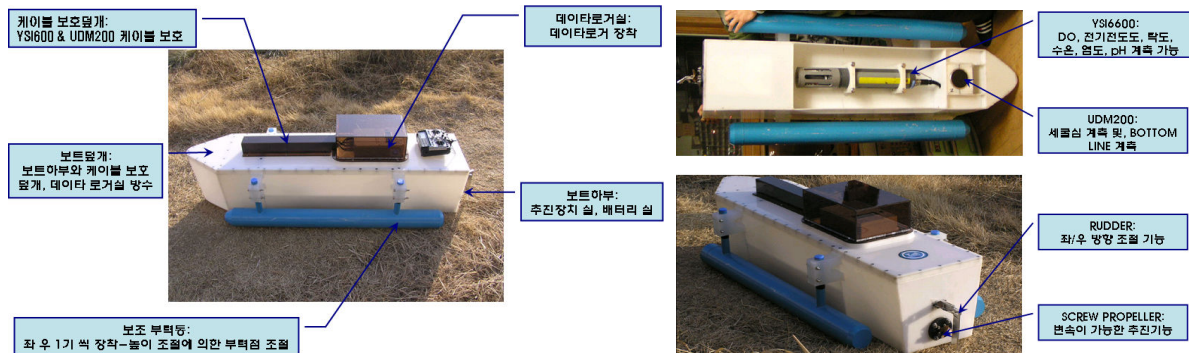 케이블 보호덮개:
YSI600 & UDM200 케이블 보호
데이타로거실:
데이타로거 장착
보트덮개:
보트하부와 케이블 보호
덮개, 데이타 로거실 방수
보트하부:
추진장치 실, 배터리 실
보조 부력통:
좌 우 1기 씩 장착-높이 조절에 의한 부력점 조절
YSI6600:
DO, 전기전도도, 탁도,
수온, 염도, pH 계측 가능
UDM200:
세물심 계측 및, BOTTOM
LINE 계측
RUDDER:
좌/우 방향 조절 기능
SCREW PROPELLER:
변속이 가능한 추진기능